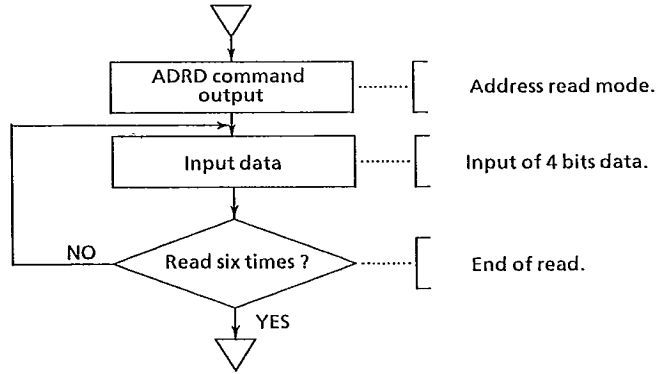 ADRD command
output
Address read mode.
Input data
Input of 4 bits data.
NO
Read six times ?
End of read.
YES